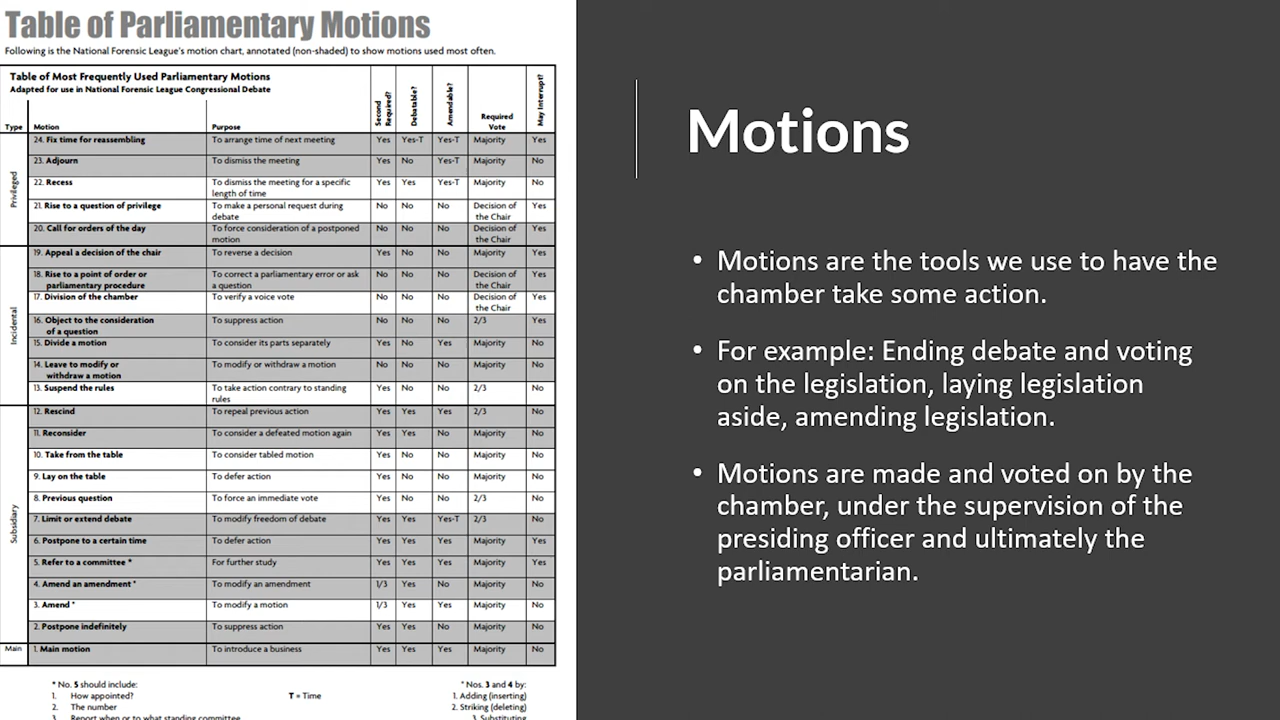 Table of Parliamentary Motions
Following is the National Forensic League's motion chart, annotated (non-shaded) to show motions used most often.
Table of Most Frequently Used Parliamentary Motions
Adapted for use in National Forensic League Congressional Debate
Type Motion Purpose Second Required? Debatable? Amendable? Required Vote May Interrupt?
Privileged
24. Fix time for reassembling To arrange time of next meeting Yes Yes-T Yes-T Majority Yes
23. Adjourn To dismiss the meeting Yes No Yes-T Majority No
22. Recess To dismiss the meeting for a specific length of time Yes Yes Yes-T Majority No
21. Rise to a question of privilege To make a personal request during debate No No No Decision of the Chair Yes
20. Call for orders of the day To force consideration of a postponed motion No No No Decision of the Chair Yes
Incidental
19. Appeal a decision of the chair To reverse a decision Yes No No Majority Yes
18. Rise to a point of order or parliamentary procedure To correct a parliamentary error or ask a question No No No Decision of the Chair Yes
17. Division of the chamber To verify a voice vote No No No Decision of the Chair Yes
16. Object to the consideration of a question To suppress action No No No 2/3 Yes
15. Divide a motion To consider its parts separately Yes No Yes Majority No
14. Leave to modify or withdraw a motion To modify or withdraw a motion No No No Majority No
13. Suspend the rules To take action contrary to standing rules Yes No No 2/3 No
Subsidiary
12. Rescind To repeal previous action Yes Yes Yes 2/3 No
11. Reconsider To consider a defeated motion again Yes Yes No Majority No
10. Take from the table To consider tabled motion Yes No No Majority No
9. Lay on the table To defer action Yes No No Majority No
8. Previous question To force an immediate vote Yes No No 2/3 No
7. Limit or extend debate To modify freedom of debate Yes Yes Yes-T 2/3 No
6. Postpone to a certain time To defer action Yes Yes Yes Majority Yes
5. Refer to a committee * For further study Yes Yes Yes Majority Yes
4. Amend an amendment * To modify an amendment 1/3 Yes No Majority No
3. Amend * To modify a motion 1/3 Yes Yes Majority No
2. Postpone indefinitely To suppress action Yes Yes No Majority No
Main 1. Main motion To introduce a business Yes Yes Yes Majority No
* No. 5 should include:
1. How appointed?
2. The number
3. Report when or to what standing committee
T = Time
* Nos. 3 and 4 by:
1. Adding (inserting)
2. Striking (deleting)
3. Substituting
Motions
• Motions are the tools we use to have the
chamber take some action.
• For example: Ending debate and voting
on the legislation, laying legislation
aside, amending legislation.
• Motions are made and voted on by the
chamber, under the supervision of the
presiding officer and ultimately the
parliamentarian.